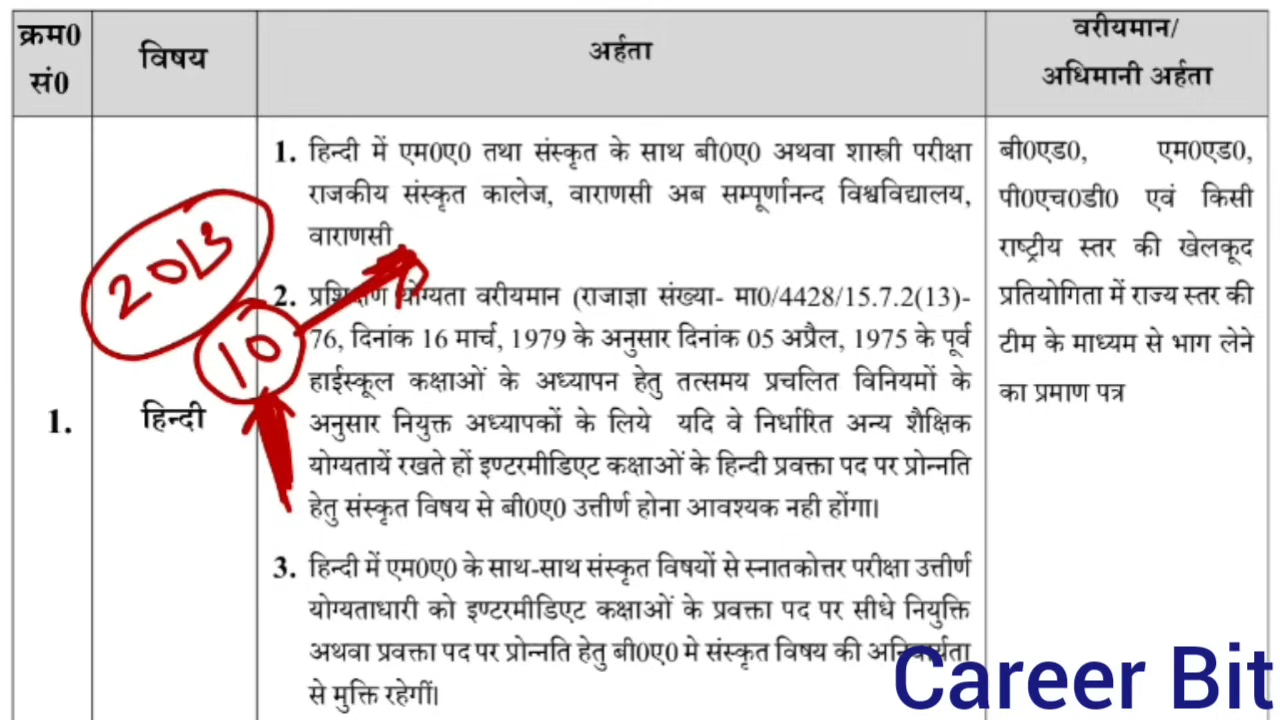 क्रम0 सं0
विषय
अर्हता
वरीयमान/
अधिमानी अर्हता
1.
हिन्दी
1. हिन्दी में एम0ए0 तथा संस्कृत के साथ बी0ए0 अथवा शास्त्री परीक्षा
राजकीय संस्कृत कालेज, वाराणसी अब सम्पूर्णानन्द विश्वविद्यालय,
वाराणसी
2. प्रशिक्षण योग्यता वरीयमान (राजाज्ञा संख्या- मा0/4428/15.7.2(13)-
76, दिनांक 16 मार्च, 1979 के अनुसार दिनांक 05 अप्रैल, 1975 के पूर्व
हाईस्कूल कक्षाओं के अध्यापन हेतु तत्समय प्रचलित विनियमों के
अनुसार नियुक्त अध्यापकों के लिये यदि वे निर्धारित अन्य शैक्षिक
योग्यतायें रखते हों इण्टरमीडिएट कक्षाओं के हिन्दी प्रवक्ता पद पर प्रोन्नति
हेतु संस्कृत विषय से बी0ए0 उत्तीर्ण होना आवश्यक नही होंगा।
3. हिन्दी में एम0ए0 के साथ-साथ संस्कृत विषयों से स्नातकोत्तर परीक्षा उत्तीर्ण
योग्यताधारी को इण्टरमीडिएट कक्षाओं के प्रवक्ता पद पर सीधे नियुक्ति
अथवा प्रवक्ता पद पर प्रोन्नति हेतु बी0ए0 मे संस्कृत विषय की अनिवार्यता
से मुक्ति रहेगीं।
बी0एड0, एम0एड0,
पी0एच0डी0 एवं किसी
राष्ट्रीय स्तर की खेलकूद
प्रतियोगिता में राज्य स्तर की
टीम के माध्यम से भाग लेने
का प्रमाण पत्र
2013
10
Career Bit